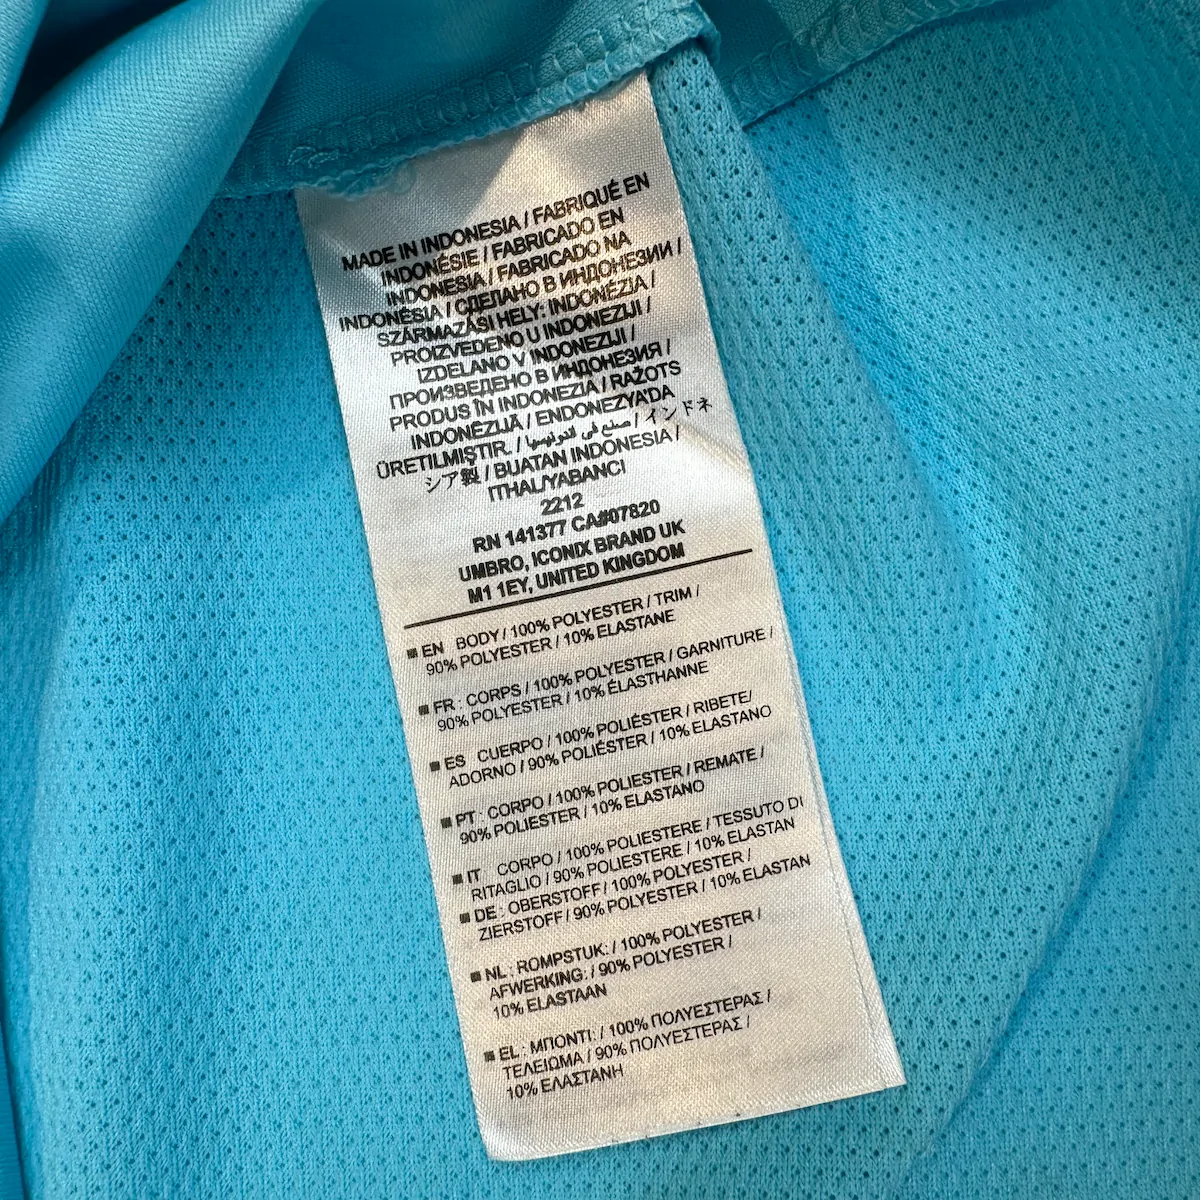 MADE IN INDONESIA / FABRIQUÉ EN
INDONÉSIE / FABRICADO EN
INDONESIA / FABRICADO NA
INDONÉSIA / СДЕЛАНО В ИНДОНЕЗИИ /
SZÁRMAZÁSI HELY: INDONÉZIA /
PROIZVEDENO U INDONEZIJI /
IZDELANO V INDONEZIJI /
ПРОИЗВЕДЕНО В ИНДОНЕЗИЯ /
PRODUS ÎN INDONEZIA / RAŽOTS
INDONĒZIJĀ / ENDONEZYA'DA
ÜRETILMIŞTIR. / صنع في اندونيسيا / インドネ
シア製 / BUATAN INDONESIA /
ITHAL/YABANCI
2212
RN 141377 CA#07820
UMBRO, ICONIX BRAND UK
M1 1EY, UNITED KINGDOM
■ EN BODY / 100% POLYESTER / TRIM /
90% POLYESTER / 10% ELASTANE
■ FR : CORPS / 100% POLYESTER / GARNITURE /
90% POLYESTER / 10% ÉLASTHANNE
■ ES CUERPO / 100% POLIÉSTER / RIBETE/
ADORNO / 90% POLIÉSTER / 10% ELASTANO
■ PT : CORPO / 100% POLIÉSTER / REMATE /
90% POLIESTER / 10% ELASTANO
■ IT CORPO / 100% POLIESTERE / TESSUTO DI
RITAGLIO / 90% POLIESTERE / 10% ELASTAN
■ DE : OBERSTOFF / 100% POLYESTER /
ZIERSTOFF / 90% POLYESTER / 10% ELASTAN
■ NL : ROMPSTUK: / 100% POLYESTER /
AFWERKING: / 90% POLYESTER /
10% ELASTAAN
■ EL : ΜΠΟΝΤΙ: / 100% ΠΟΛΥΕΣΤΕΡΑΣ /
ΤΕΛΕΙΩΜΑ / 90% ΠΟΛΥΕΣΤΕΡΑΣ /
10% ΕΛΑΣΤΑΝΗ